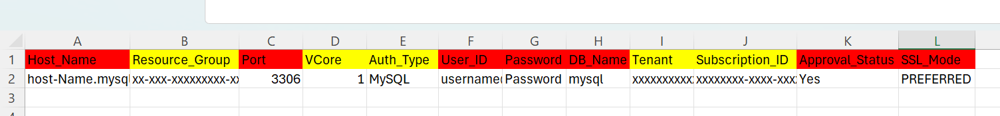 A B C D E F G H I J K L
1 Host_Name Resource_Group Port VCore Auth_Type User_ID Password DB_Name Tenant Subscription_ID Approval_Status SSL_Mode
2 host-Name.mysq xx-xxx-xxxxxxxxx-xx 3306 1 MySQL username Password mysql xxxxxxxxxx xxxxxxxx-xxxx-xxx Yes PREFERRED
3